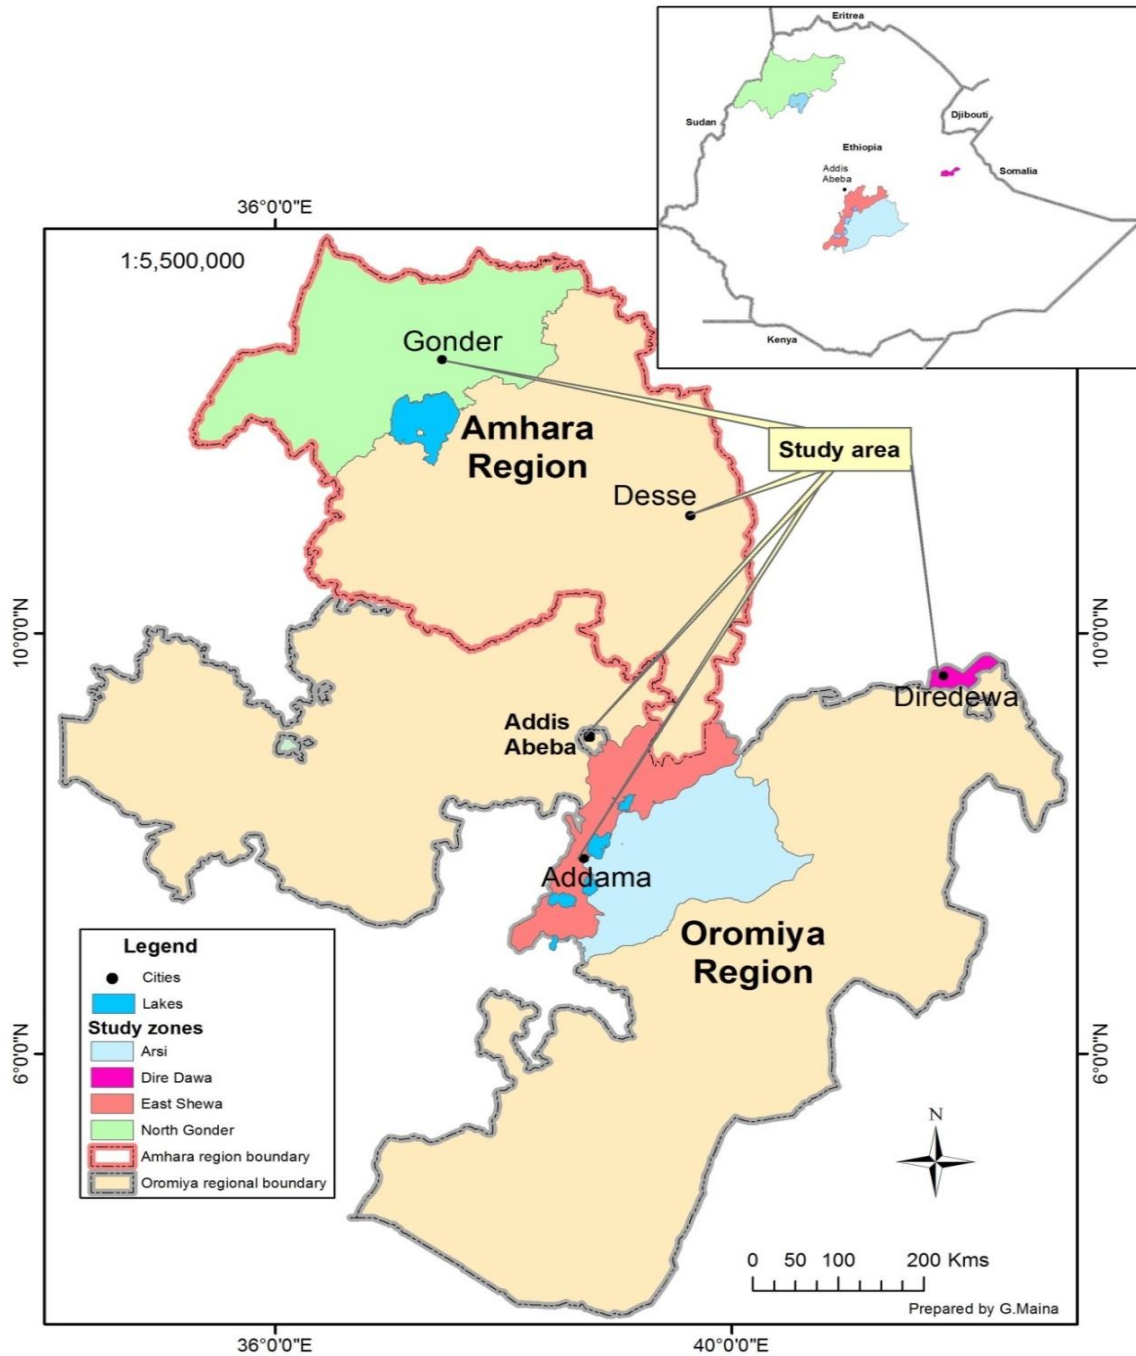 Eritrea
Sudan
Djibouti
Ethiopia
Addis
Abeba
Somalia
Kenya
36°0'0"E
1:5,500,000
Gonder
Amhara
Region
Study area
Desse
10°0'0"N
10°0'0"N
Diredewa
Addis
Abeba
Addama
Oromiya
Region
Legend
Cities
Lakes
Study zones
Arsi
Dire Dawa
East Shewa
North Gonder
Amhara region boundary
Oromiya regional boundary
6°0'0"N
6°0'0"N
N
0 50 100 200 Kms
Prepared by G.Maina
36°0'0"E
40°0'0"E